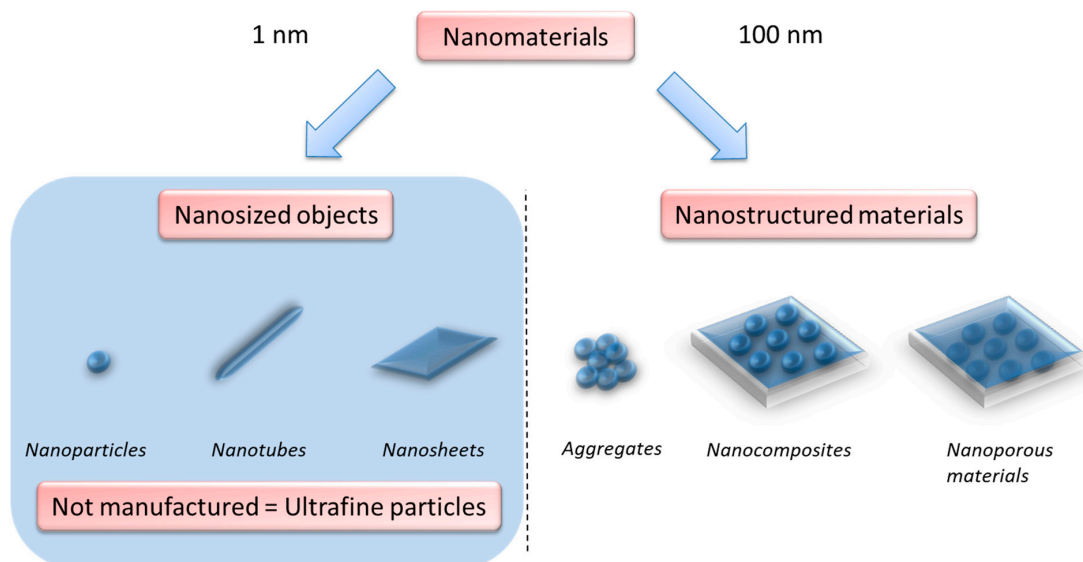 1 nm
Nanomaterials
100 nm
Nanosized objects
Nanostructured materials
Nanoparticles
Nanotubes
Nanosheets
Aggregates
Nanocomposites
Nanoporous
materials
Not manufactured = Ultrafine particles